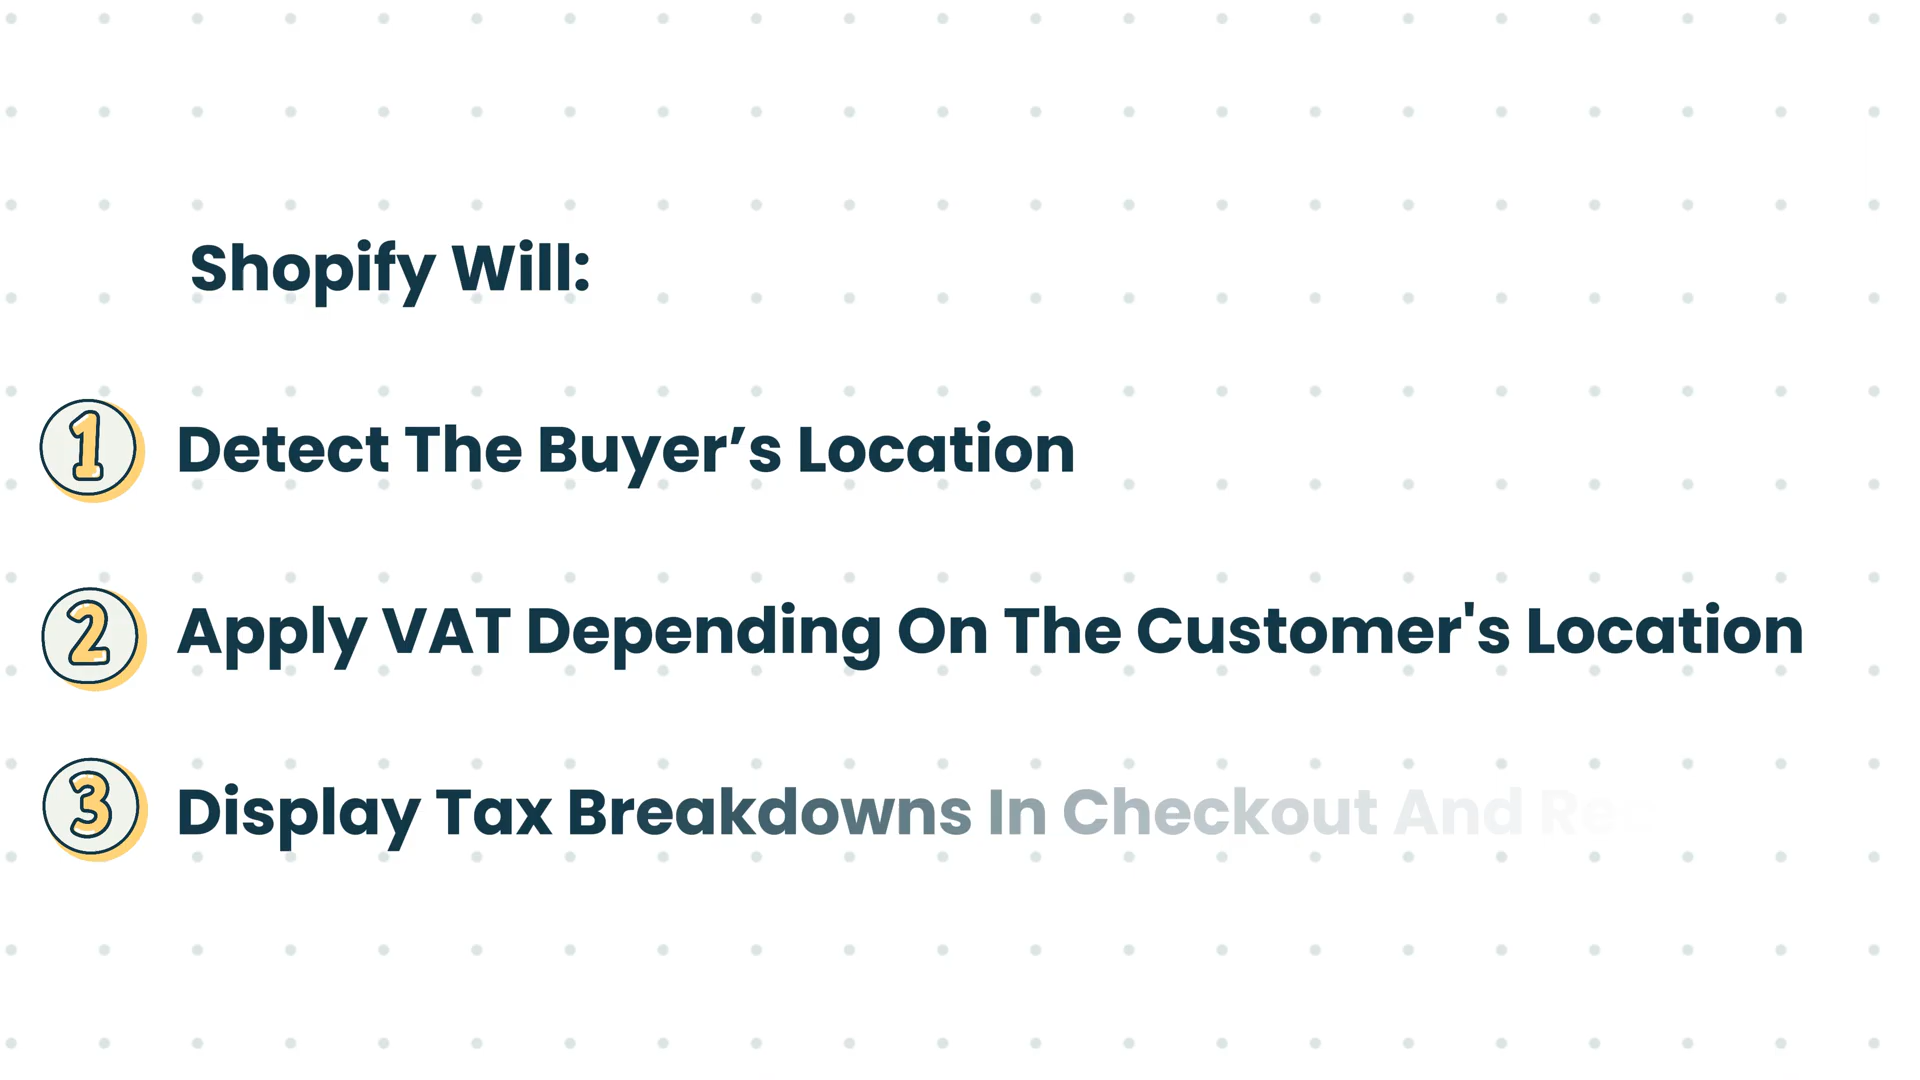 Shopify Will:
1 Detect The Buyer’s Location
2 Apply VAT Depending On The Customer's Location
3 Display Tax Breakdowns In Checkout And